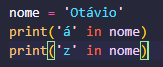 nome = 'Otávio'
print('á' in nome)
print('z' in nome)